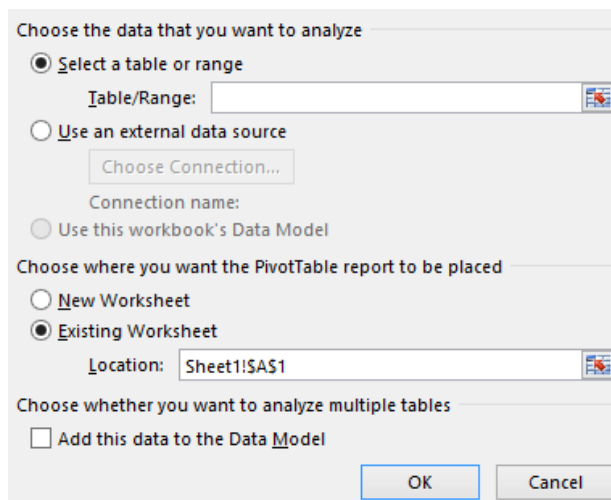 Choose the data that you want to analyze
Select a table or range
Table/Range:
Use an external data source
Choose Connection...
Connection name:
Use this workbook's Data Model
Choose where you want the PivotTable report to be placed
New Worksheet
Existing Worksheet
Location: Sheet1!$A$1
Choose whether you want to analyze multiple tables
Add this data to the Data Model
OK Cancel